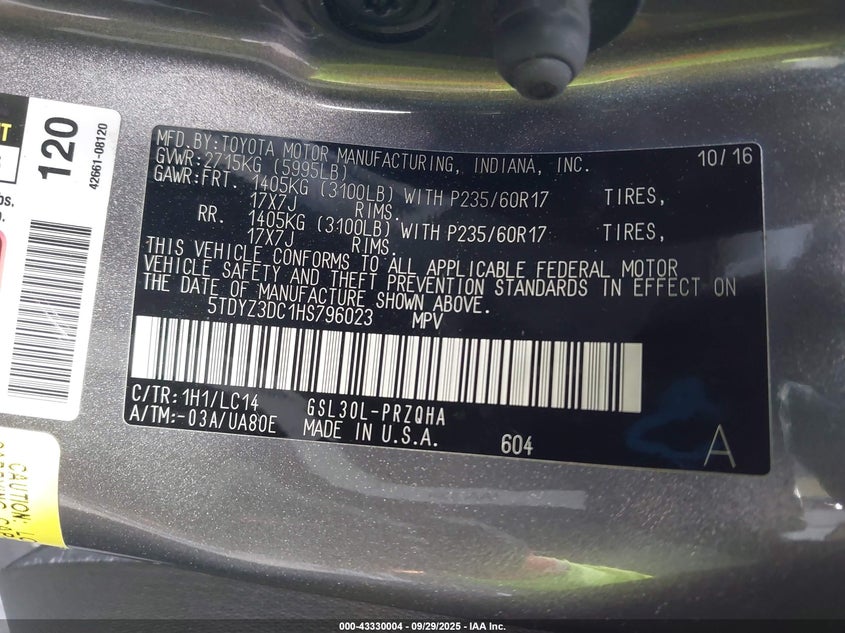 MFD. BY: TOYOTA MOTOR MANUFACTURING, INDIANA, INC. 10/16
GVWR: 2715KG (5995LB)
GAWR: FRT. 1405KG (3100LB) WITH P235/60R17 TIRES,
17X7J RIMS.
RR. 1405KG (3100LB) WITH P235/60R17 TIRES,
17X7J RIMS.
THIS VEHICLE CONFORMS TO ALL APPLICABLE FEDERAL MOTOR
VEHICLE SAFETY AND THEFT PREVENTION STANDARDS IN EFFECT ON
THE DATE OF MANUFACTURE SHOWN ABOVE.
5TDYZ3DC1HS796023 MPV
C/TR: 1H1/LC14 GSL30L-PRZQHA
A/TM: -03A/UA80E MADE IN U.S.A.
604 A
120
42661-08120
CAUTION:
000-43330004 - 09/29/2025 - IAA Inc.